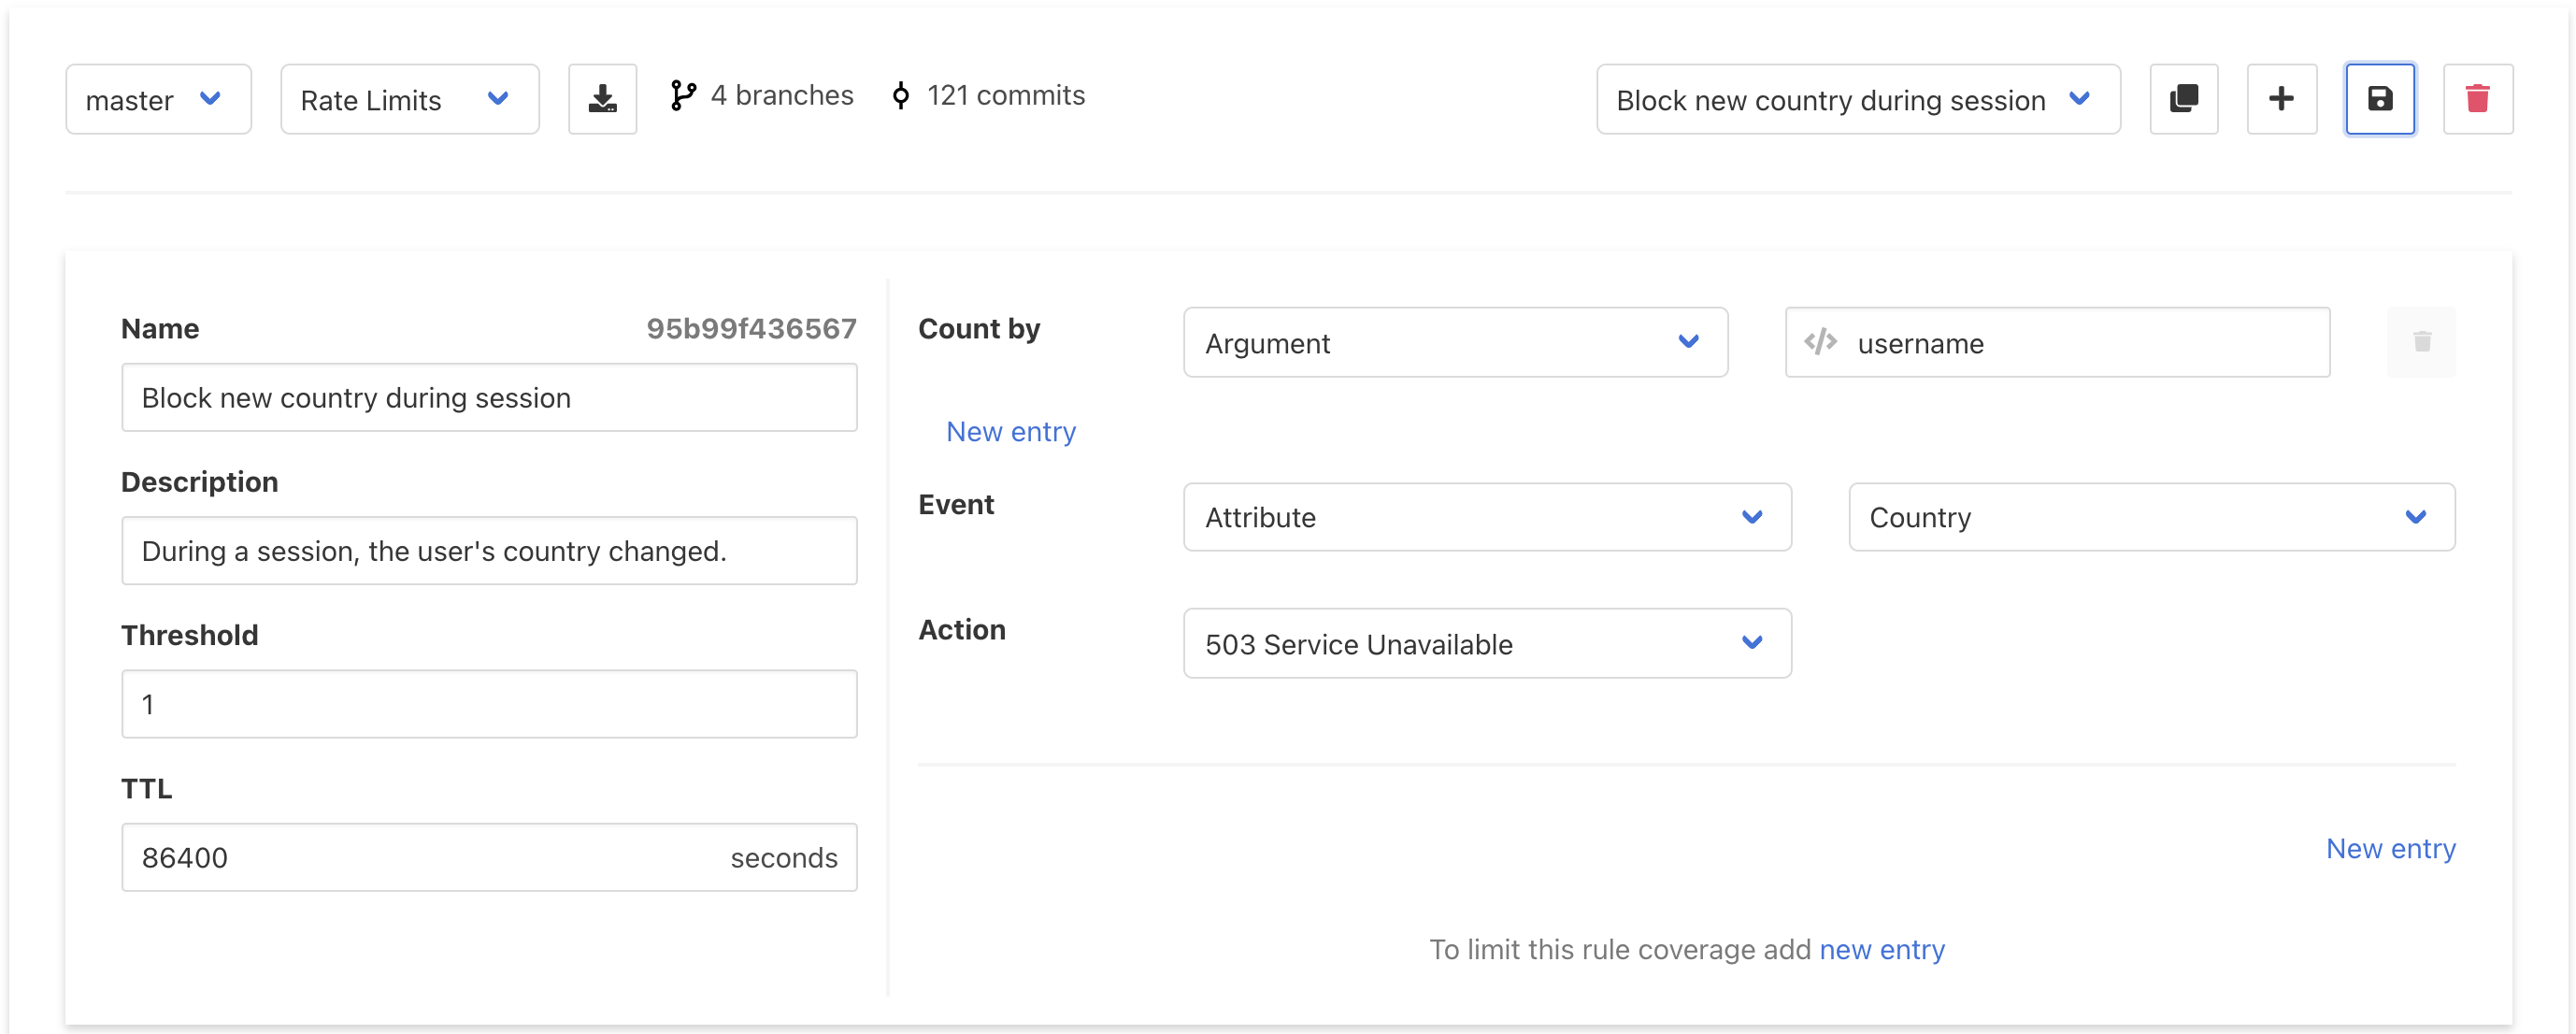 master
Rate Limits
4 branches
121 commits
Block new country during session
Name
95b99f436567
Block new country during session
Description
During a session, the user's country changed.
Threshold
1
TTL
86400
seconds
Count by
Argument
</> username
New entry
Event
Attribute
Country
Action
503 Service Unavailable
New entry
To limit this rule coverage add new entry